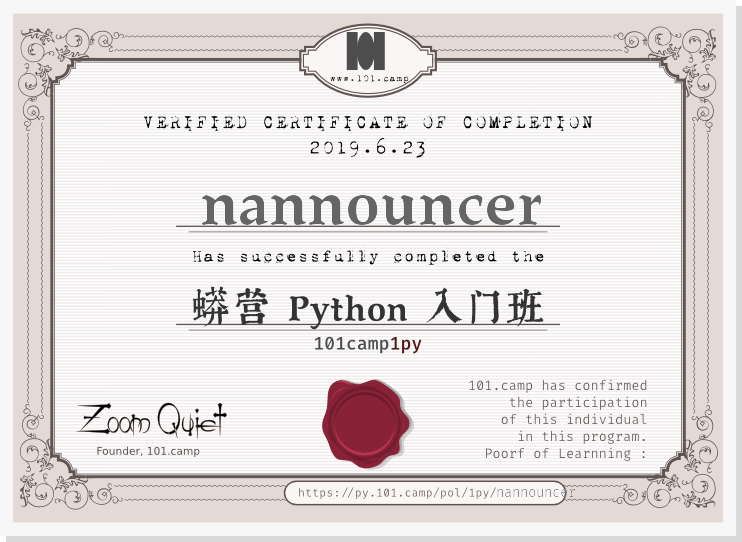 101
www.101.camp
VERIFIED CERTIFICATE OF COMPLETION
2019.6.23
nannouncer
Has successfully completed the
蟒营 Python 入门班
101camp1py
Zoom Quiet
Founder, 101.camp
101.camp has confirmed
the participation
of this individual
in this program.
Poorf of Learnning :
https://py.101.camp/pol/1py/nannouncer